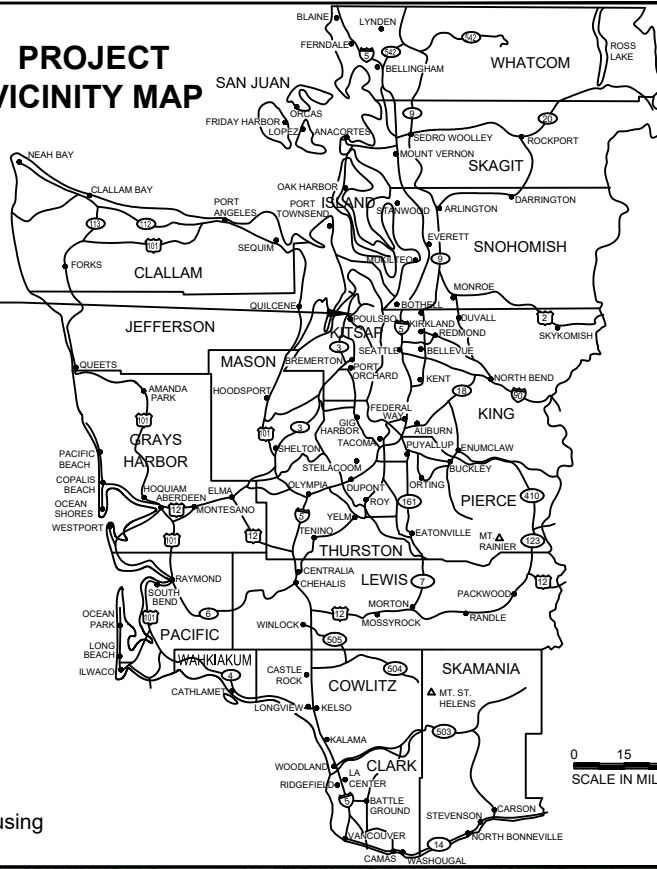 PROJECT
VICINITY MAP
BLAINE
LYNDEN
FERNDALE
5
542
542
BELLINGHAM
WHATCOM
ROSS
LAKE
SAN JUAN
ORCAS
FRIDAY HARBOR
LOPEZ
ANACORTES
9
20
SEDRO WOOLLEY
ROCKPORT
MOUNT VERNON
SKAGIT
NEAH BAY
CLALLAM BAY
OAK HARBOR
ISLAND
PORT
TOWNSEND
STANWOOD
ARLINGTON
DARRINGTON
113
112
PORT
ANGELES
101
SEQUIM
EVERETT
SNOHOMISH
FORKS
CLALLAM
MUKILTEO
9
MONROE
QUILCENE
BOTHELL
2
JEFFERSON
POULSBO
KITSAP
5
KIRKLAND
DUVALL
REDMOND
SKYKOMISH
3
SEATTLE
BELLEVUE
MASON
BREMERTON
PORT
ORCHARD
QUEETS
AMANDA
PARK
HOODSPORT
KENT
NORTH BEND
90
18
KING
101
GRAYS
HARBOR
101
3
GIG
HARBOR
FEDERAL
WAY
AUBURN
TACOMA
PUYALLUP
ENUMCLAW
PACIFIC
BEACH
SHELTON
STEILACOOM
BUCKLEY
COPALIS
BEACH
HOQUIAM
ABERDEEN
ELMA
OLYMPIA
DUPONT
ORTING
PIERCE
OCEAN
SHORES
12
MONTESANO
5
ROY
161
410
WESTPORT
101
12
YELM
TENINO
EATONVILLE
MT.
RAINIER
123
THURSTON
RAYMOND
CENTRALIA
CHEHALIS
LEWIS
7
12
SOUTH
BEND
6
PACKWOOD
OCEAN
PARK
101
PACIFIC
WINLOCK
12
MORTON
MOSSYROCK
RANDLE
505
LONG
BEACH
WAHKIAKUM
ILWACO
4
CASTLE
ROCK
504
SKAMANIA
CATHLAMET
COWLITZ
MT. ST.
HELENS
LONGVIEW
KELSO
503
KALAMA
WOODLAND
CLARK
0 15
SCALE IN MIL
RIDGEFIELD
LA
CENTER
5
BATTLE
GROUND
CARSON
STEVENSON
using
VANCOUVER
14
NORTH BONNEVILLE
CAMAS
WASHOUGAL